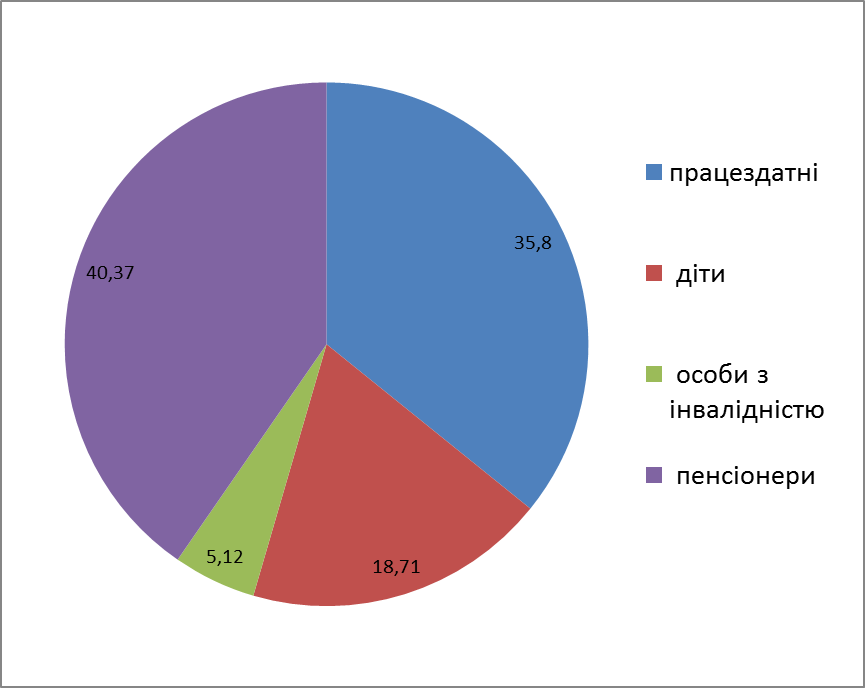 працездатні
35,8
діти
40,37
особи з
інвалідністю
пенсіонери
5,12
18,71